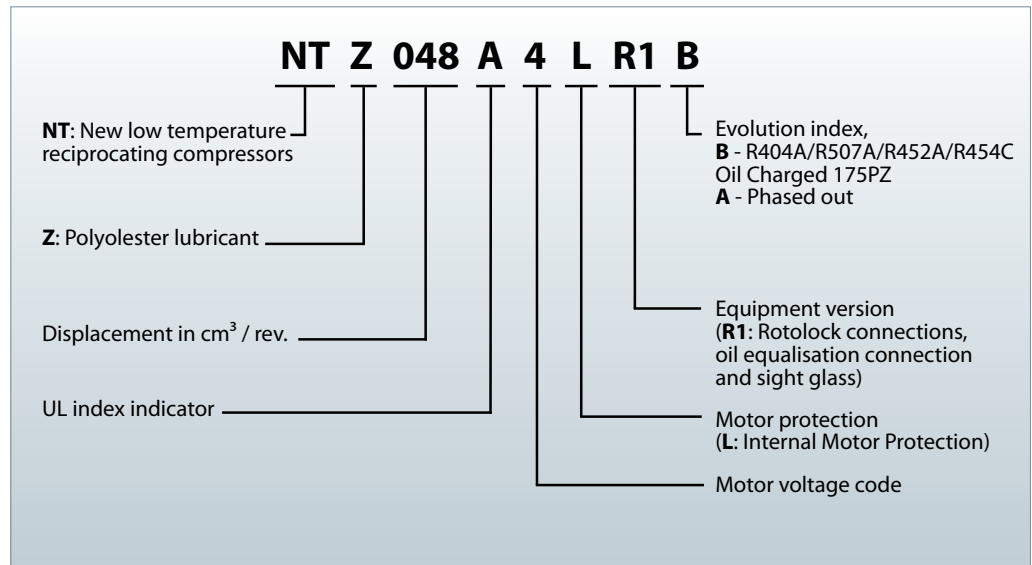 NT Z 048 A 4 L R1 B
NT: New low temperature
reciprocating compressors
Z: Polyolester lubricant
Displacement in cm³ / rev.
UL index indicator
Evolution index,
B - R404A/R507A/R452A/R454C
Oil Charged 175PZ
A - Phased out
Equipment version
(R1: Rotolock connections,
oil equalisation connection
and sight glass)
Motor protection
(L: Internal Motor Protection)
Motor voltage code